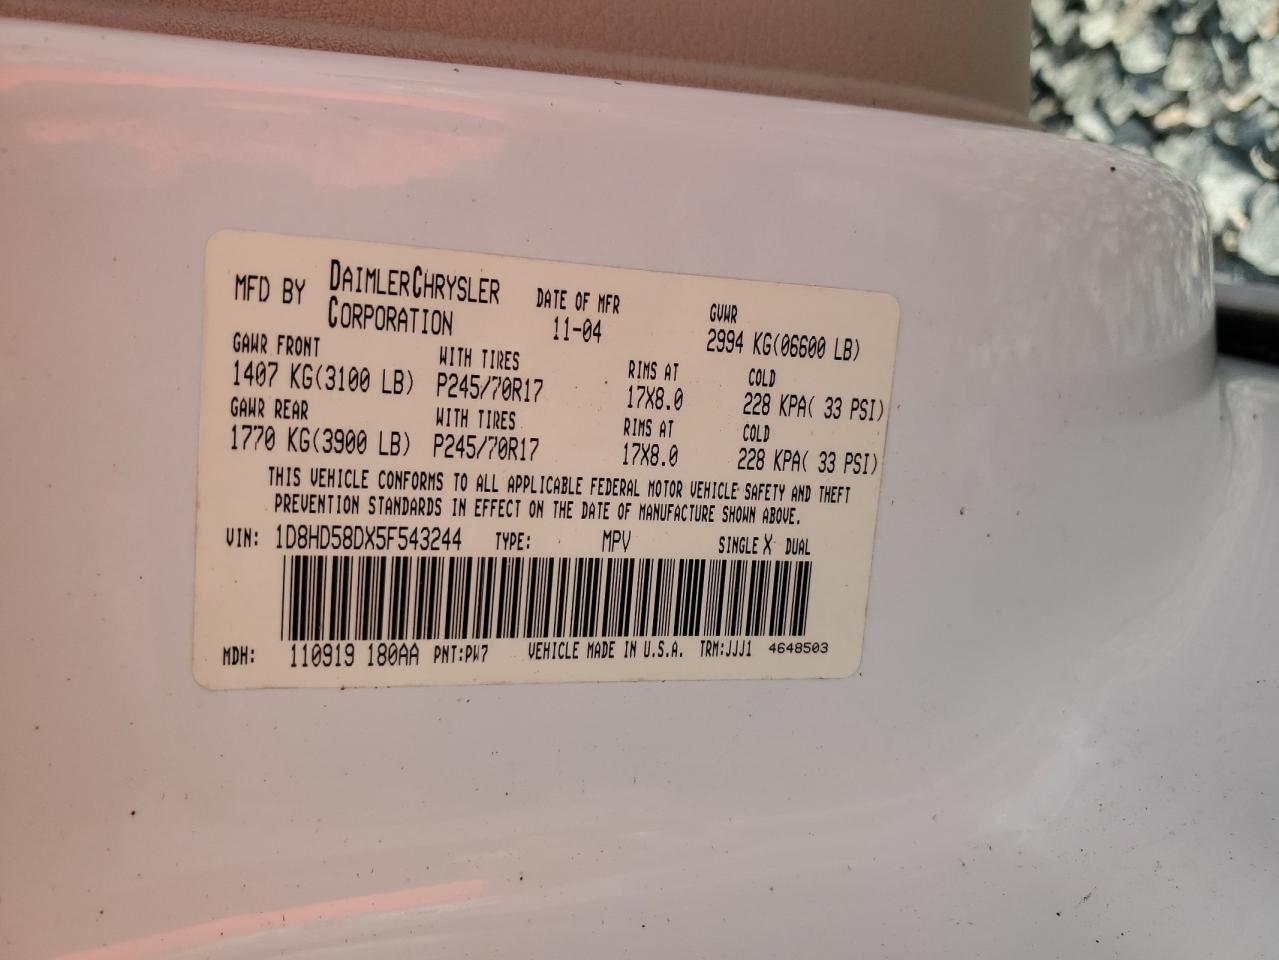 MFD BY DAIMLERCHRYSLER CORPORATION DATE OF MFR 11-04 GVWR 2994 KG(06600 LB)
GAWR FRONT WITH TIRES RIMS AT COLD
1407 KG(3100 LB) P245/70R17 17X8.0 228 KPA( 33 PSI)
GAWR REAR WITH TIRES RIMS AT COLD
1770 KG(3900 LB) P245/70R17 17X8.0 228 KPA( 33 PSI)
THIS VEHICLE CONFORMS TO ALL APPLICABLE FEDERAL MOTOR VEHICLE SAFETY AND THEFT
PREVENTION STANDARDS IN EFFECT ON THE DATE OF MANUFACTURE SHOWN ABOVE.
VIN: 1D8HD58DX5F543244 TYPE: MPV SINGLE X DUAL
MDH: 110919 180AA PNT:PW7 VEHICLE MADE IN U.S.A. TRM:JJJ1 4648503